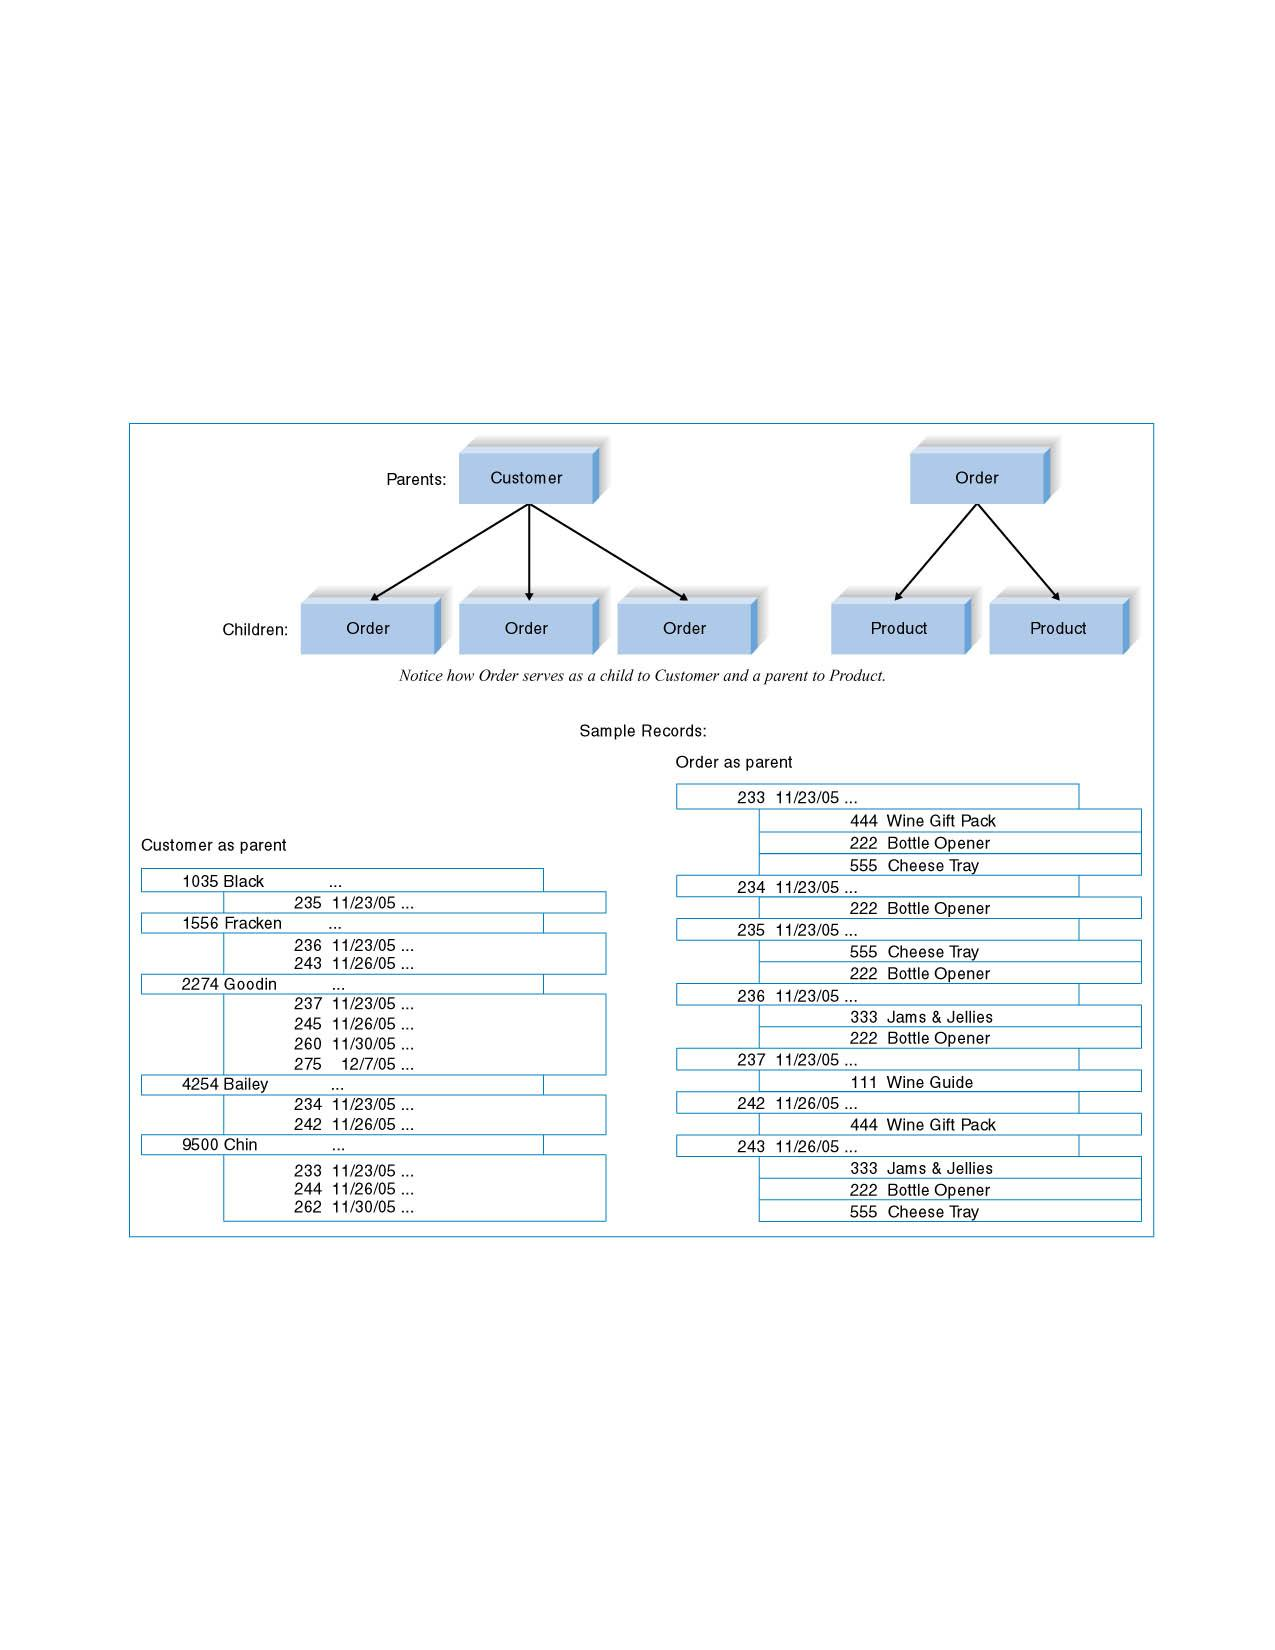 Parents:
Customer
Order
Children:
Order
Order
Order
Product
Product
Notice how Order serves as a child to Customer and a parent to Product.
Sample Records:
Customer as parent
1035 Black ...
235 11/23/05 ...
1556 Fracken ...
236 11/23/05 ...
243 11/26/05 ...
2274 Goodin ...
237 11/23/05 ...
245 11/26/05 ...
260 11/30/05 ...
275 12/7/05 ...
4254 Bailey ...
234 11/23/05 ...
242 11/26/05 ...
9500 Chin ...
233 11/23/05 ...
244 11/26/05 ...
262 11/30/05 ...
Order as parent
233 11/23/05 ...
444 Wine Gift Pack
222 Bottle Opener
555 Cheese Tray
234 11/23/05 ...
222 Bottle Opener
235 11/23/05 ...
555 Cheese Tray
222 Bottle Opener
236 11/23/05 ...
333 Jams & Jellies
222 Bottle Opener
237 11/23/05 ...
111 Wine Guide
242 11/26/05 ...
444 Wine Gift Pack
243 11/26/05 ...
333 Jams & Jellies
222 Bottle Opener
555 Cheese Tray